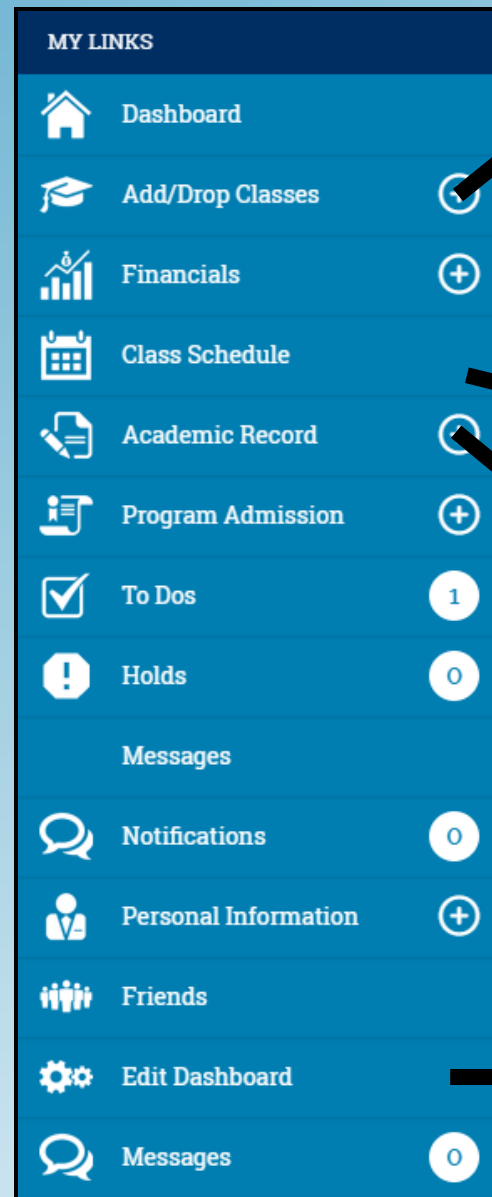 MY LINKS
Dashboard
Add/Drop Classes
Financials
Class Schedule
Academic Record
Program Admission
To Dos 1
Holds 0
Messages
Notifications 0
Personal Information
Friends
Edit Dashboard
Messages 0